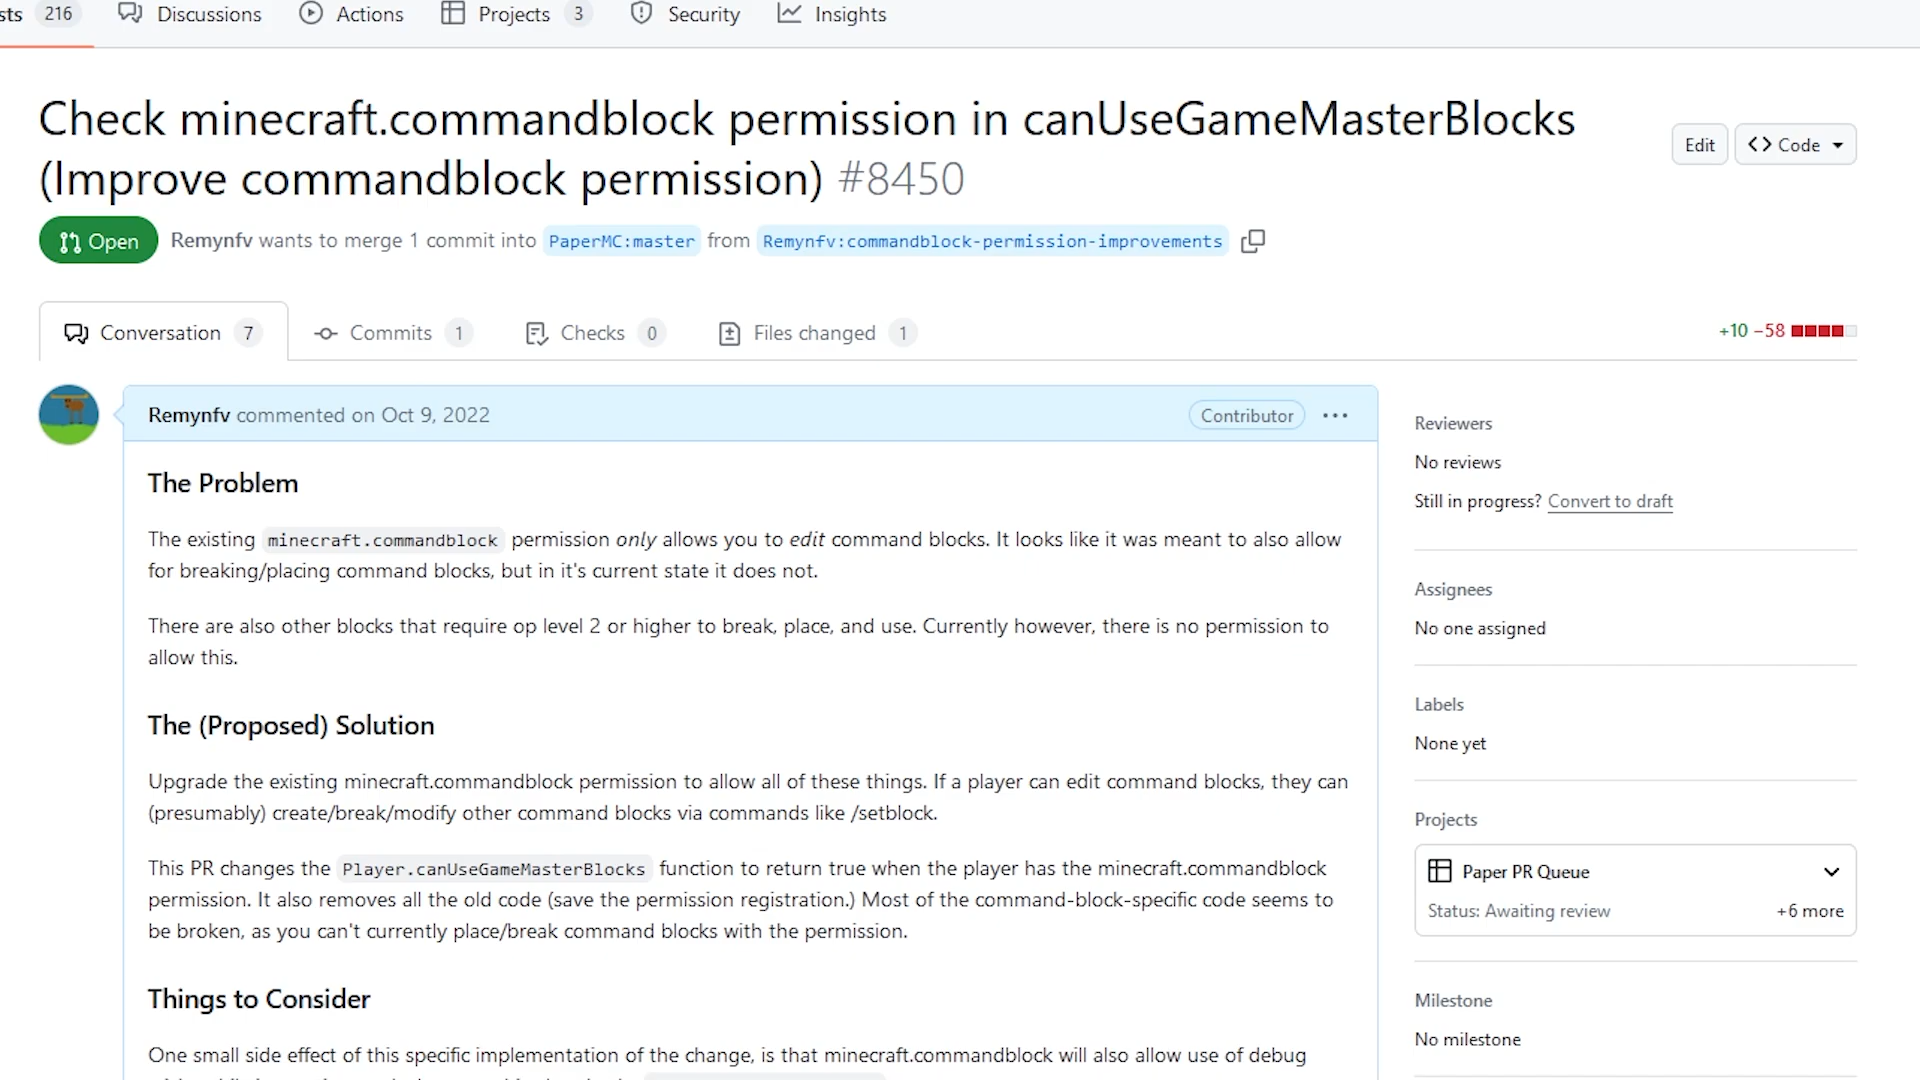 sts 216 Discussions Actions Projects 3 Security Insights
Check minecraft.commandblock permission in canUseGameMasterBlocks
(Improve commandblock permission) #8450
Edit <> Code
Open Remynfv wants to merge 1 commit into PaperMC:master from Remynfv:commandblock-permission-improvements
Conversation 7 Commits 1 Checks 0 Files changed 1 +10 −58
Remynfv commented on Oct 9, 2022 Contributor ...
The Problem
The existing minecraft.commandblock permission only allows you to edit command blocks. It looks like it was meant to also allow
for breaking/placing command blocks, but in it's current state it does not.
There are also other blocks that require op level 2 or higher to break, place, and use. Currently however, there is no permission to
allow this.
The (Proposed) Solution
Upgrade the existing minecraft.commandblock permission to allow all of these things. If a player can edit command blocks, they can
(presumably) create/break/modify other command blocks via commands like /setblock.
This PR changes the Player.canUseGameMasterBlocks function to return true when the player has the minecraft.commandblock
permission. It also removes all the old code (save the permission registration.) Most of the command-block-specific code seems to
be broken, as you can't currently place/break command blocks with the permission.
Things to Consider
One small side effect of this specific implementation of the change, is that minecraft.commandblock will also allow use of debug
Reviewers
No reviews
Still in progress? Convert to draft
Assignees
No one assigned
Labels
None yet
Projects
Paper PR Queue
Status: Awaiting review +6 more
Milestone
No milestone